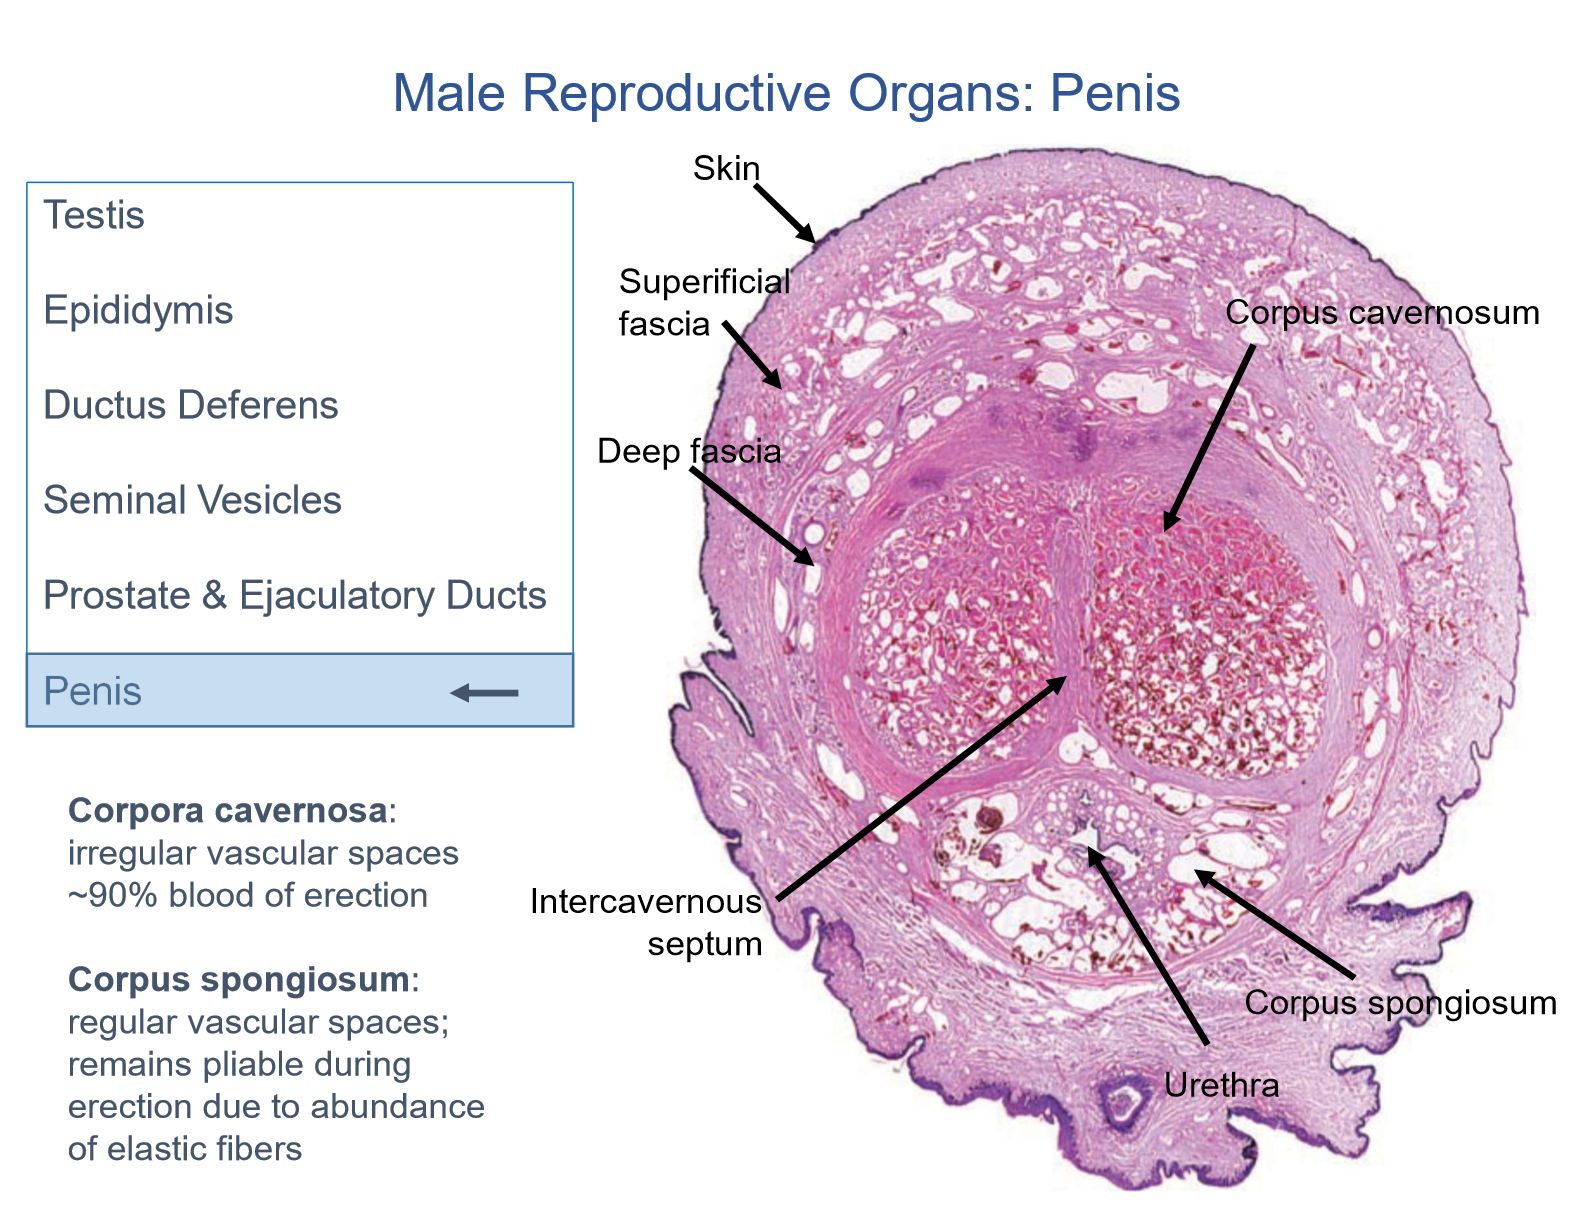 Male Reproductive Organs: Penis
Testis
Epididymis
Ductus Deferens
Seminal Vesicles
Prostate & Ejaculatory Ducts
Penis
Corpora cavernosa:
irregular vascular spaces
~90% blood of erection
Corpus spongiosum:
regular vascular spaces;
remains pliable during
erection due to abundance
of elastic fibers
Skin
Superificial
fascia
Deep fascia
Corpus cavernosum
Intercavernous
septum
Corpus spongiosum
Urethra